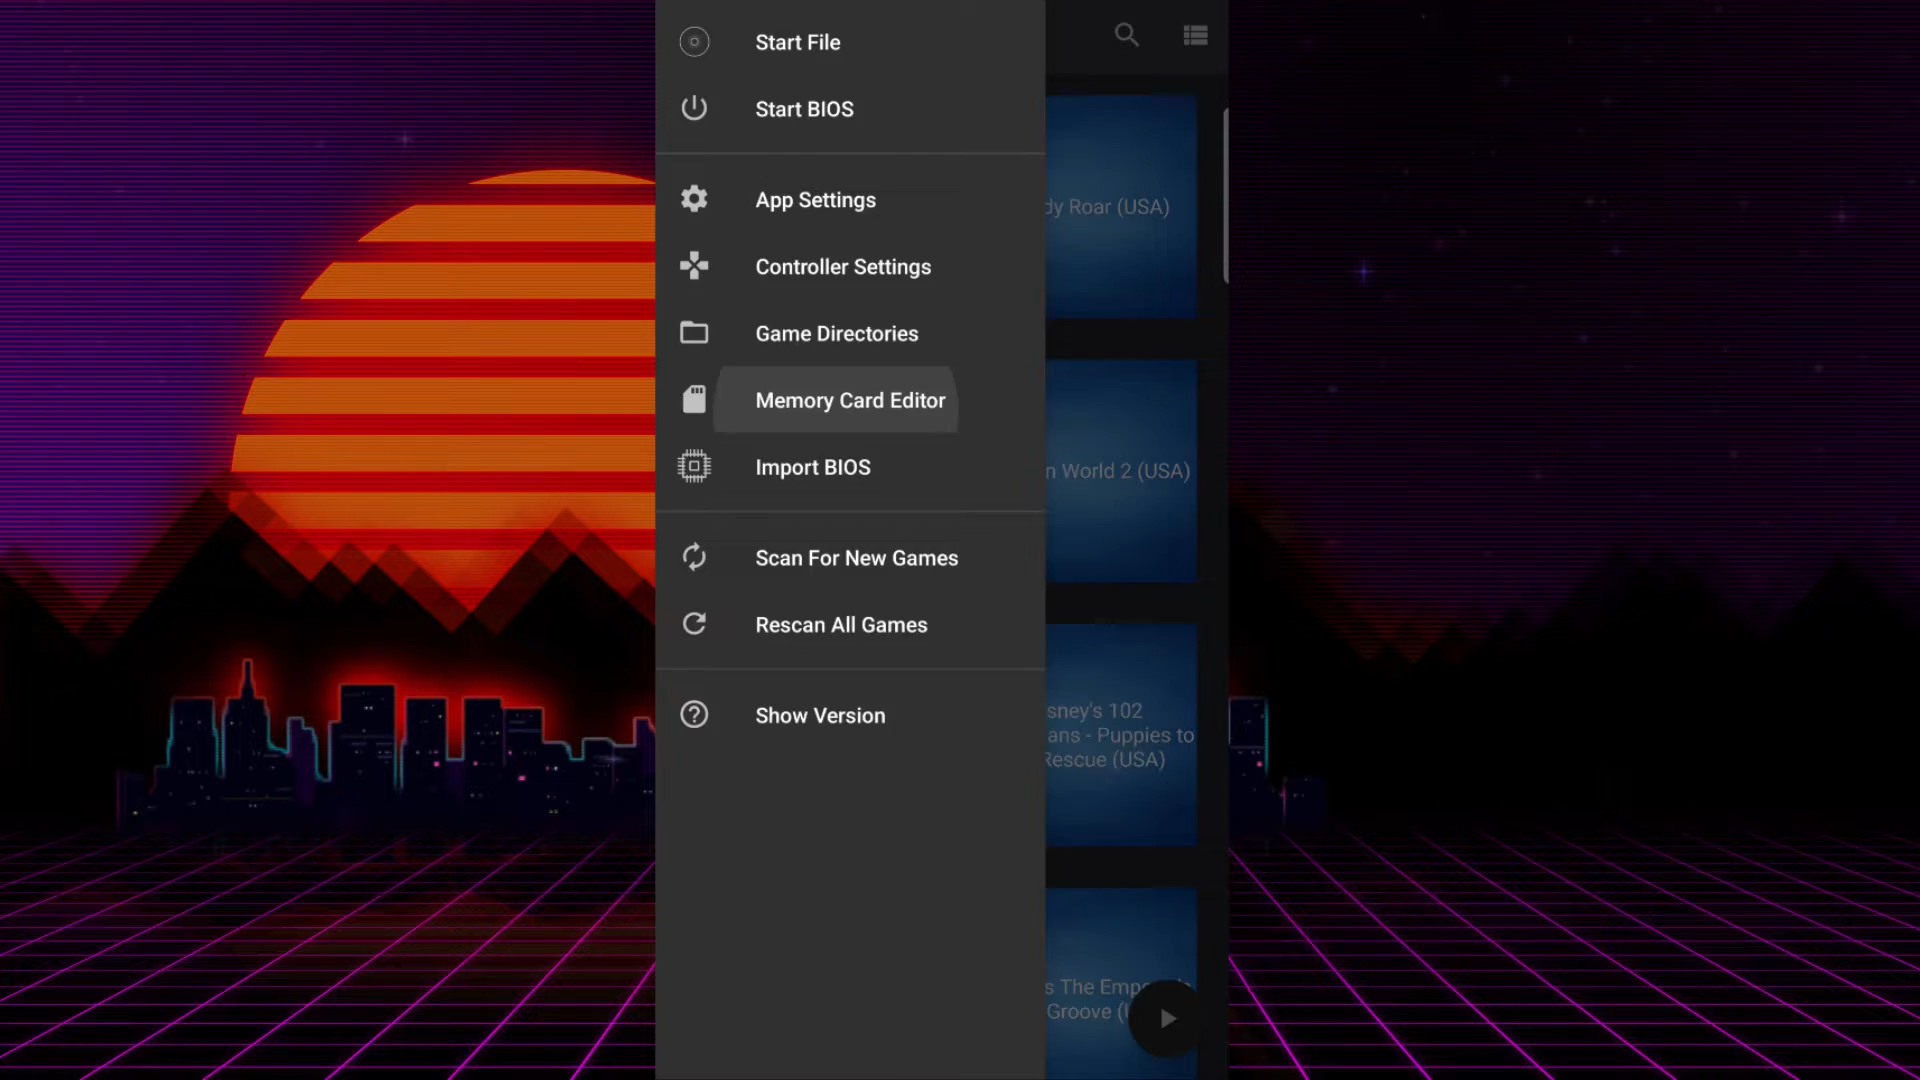 Start File
Start BIOS
App Settings
Controller Settings
Game Directories
Memory Card Editor
Import BIOS
Scan For New Games
Rescan All Games
Show Version
dy Roar (USA)
n World 2 (USA)
sney's 102
ans - Puppies to
Rescue (USA)
s The Emp
Groove (